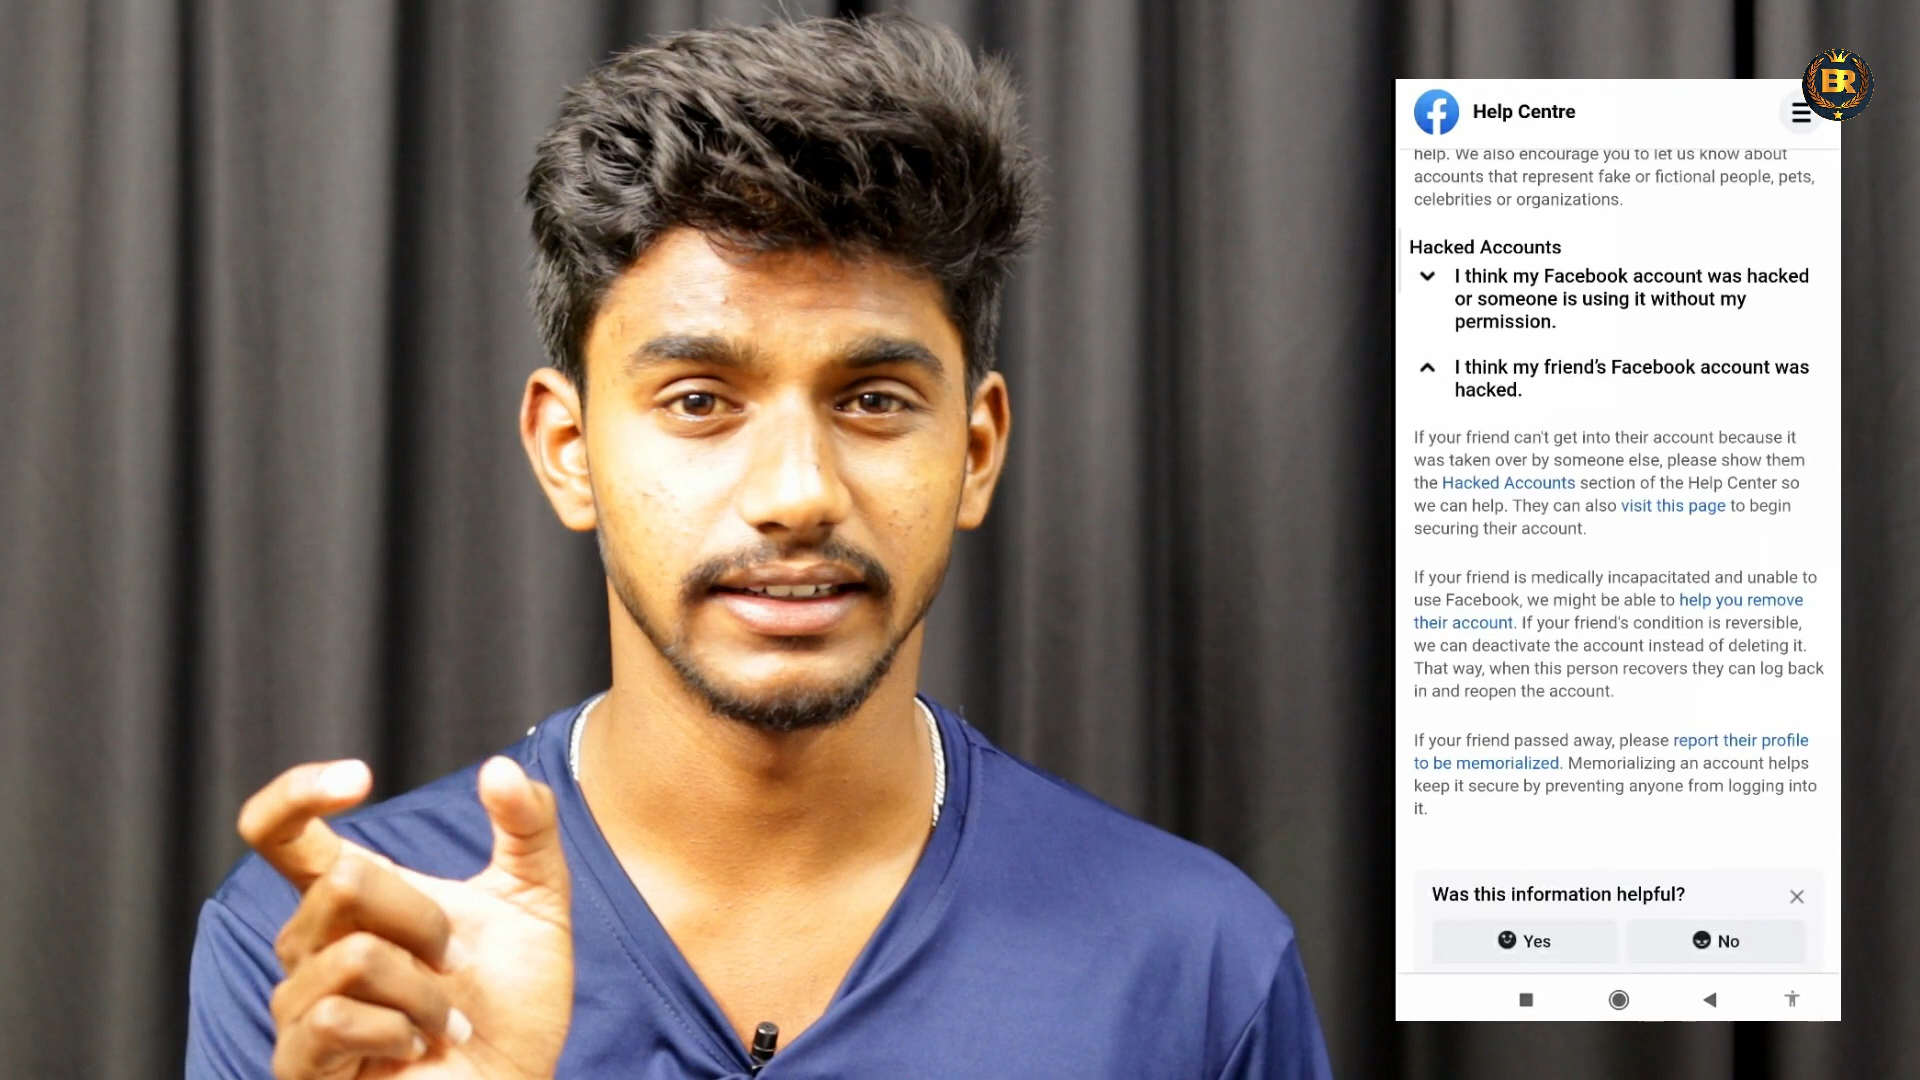 BR
Help Centre
help. We also encourage you to let us know about
accounts that represent fake or fictional people, pets,
celebrities or organizations.
Hacked Accounts
I think my Facebook account was hacked
or someone is using it without my
permission.
I think my friend's Facebook account was
hacked.
If your friend can't get into their account because it
was taken over by someone else, please show them
the Hacked Accounts section of the Help Center so
we can help. They can also visit this page to begin
securing their account.
If your friend is medically incapacitated and unable to
use Facebook, we might be able to help you remove
their account. If your friend's condition is reversible,
we can deactivate the account instead of deleting it.
That way, when this person recovers they can log back
in and reopen the account.
If your friend passed away, please report their profile
to be memorialized. Memorializing an account helps
keep it secure by preventing anyone from logging into
it.
Was this information helpful?
Yes
No